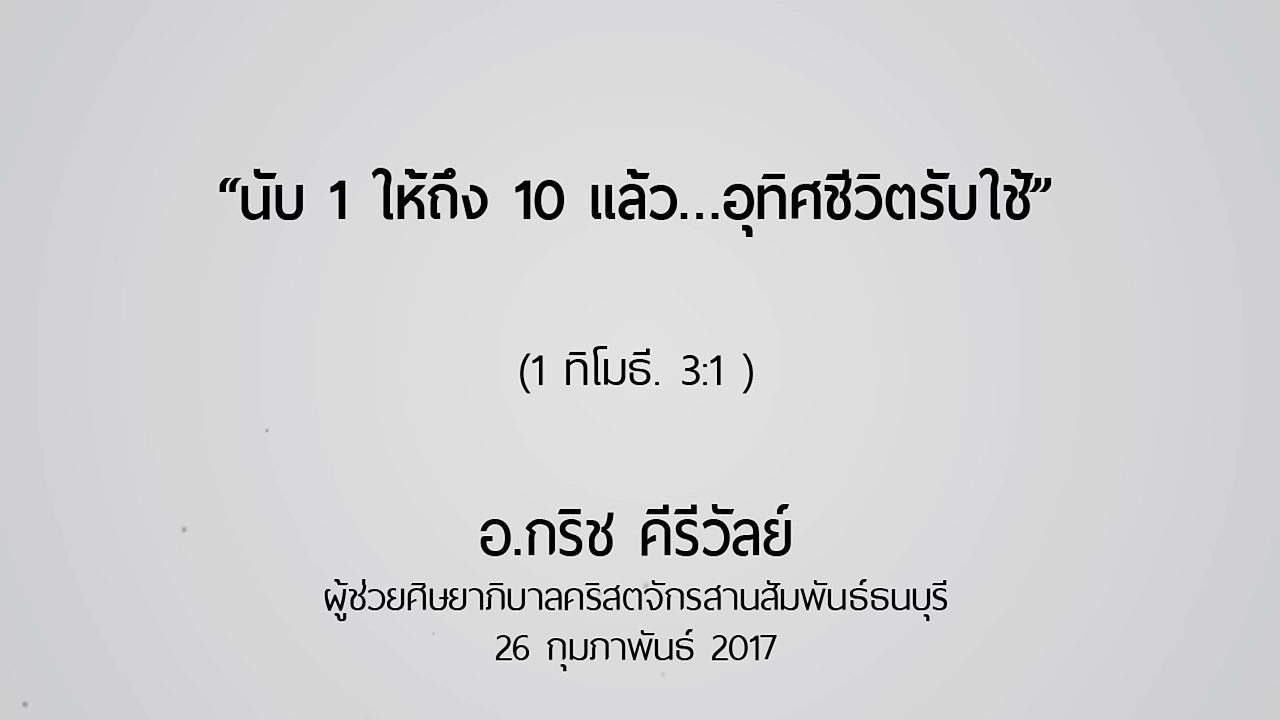 “นับ 1 ให้ถึง 10 แล้ว...อุทิศชีวิตรับใช้”
(1 ทิโมธี. 3:1 )
อ.กริช คีรีวัลย์
ผู้ช่วยศิษยาภิบาลคริสตจักรสานสัมพันธ์ธนบุรี
26 กุมภาพันธ์ 2017